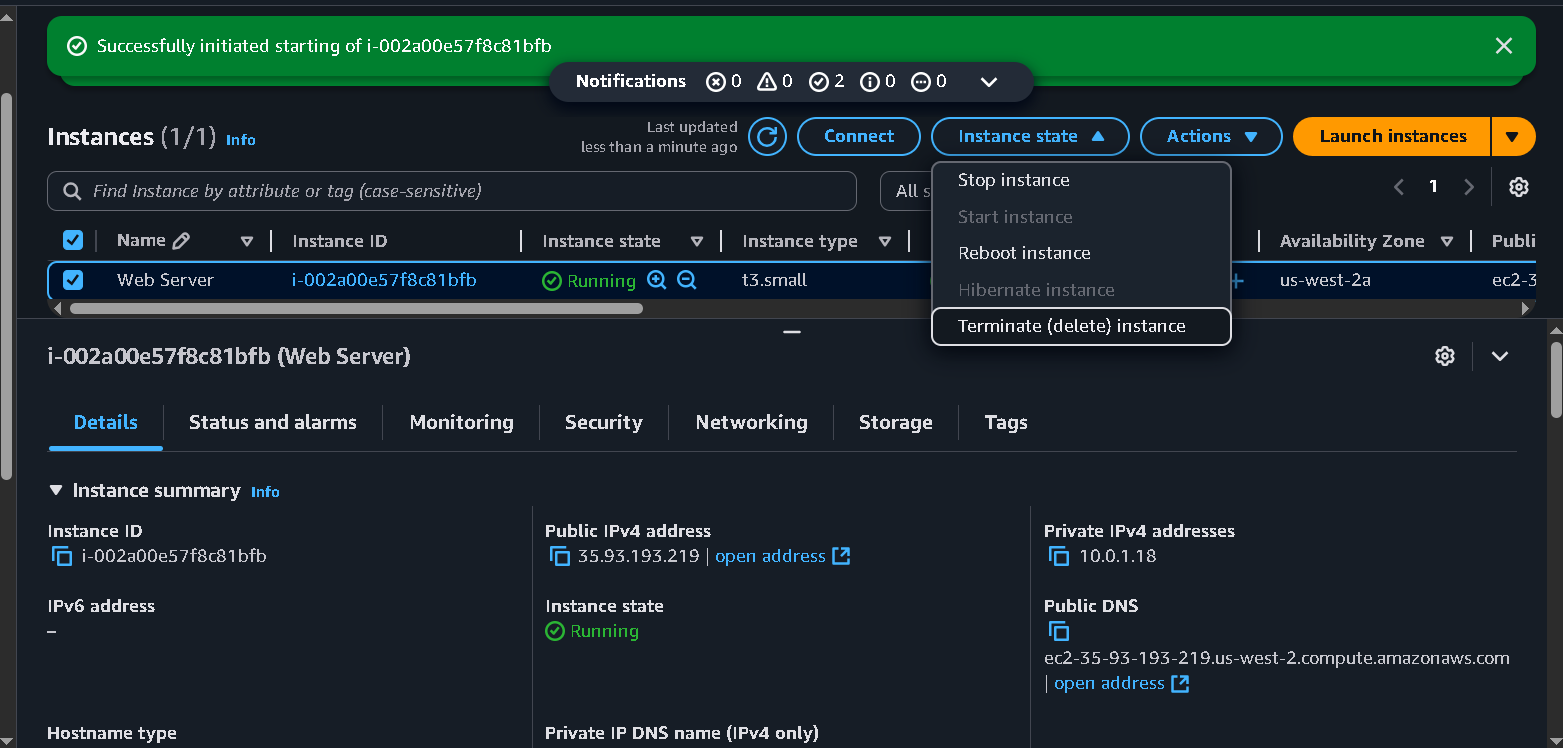 Successfully initiated starting of i-002a00e57f8c81bfb
Notifications 0 0 2 0 0
Instances (1/1) Info
Last updated
less than a minute ago
Connect
Instance state
Actions
Launch instances
Find Instance by attribute or tag (case-sensitive)
All s
1
Stop instance
Start instance
Reboot instance
Hibernate instance
Terminate (delete) instance
Name Instance ID Instance state Instance type Availability Zone Publi
Web Server i-002a00e57f8c81bfb Running t3.small us-west-2a ec2-3
i-002a00e57f8c81bfb (Web Server)
Details Status and alarms Monitoring Security Networking Storage Tags
Instance summary Info
Instance ID
i-002a00e57f8c81bfb
Public IPv4 address
35.93.193.219 | open address
Private IPv4 addresses
10.0.1.18
IPv6 address
–
Instance state
Running
Public DNS
ec2-35-93-193-219.us-west-2.compute.amazonaws.com
| open address
Hostname type
Private IP DNS name (IPv4 only)